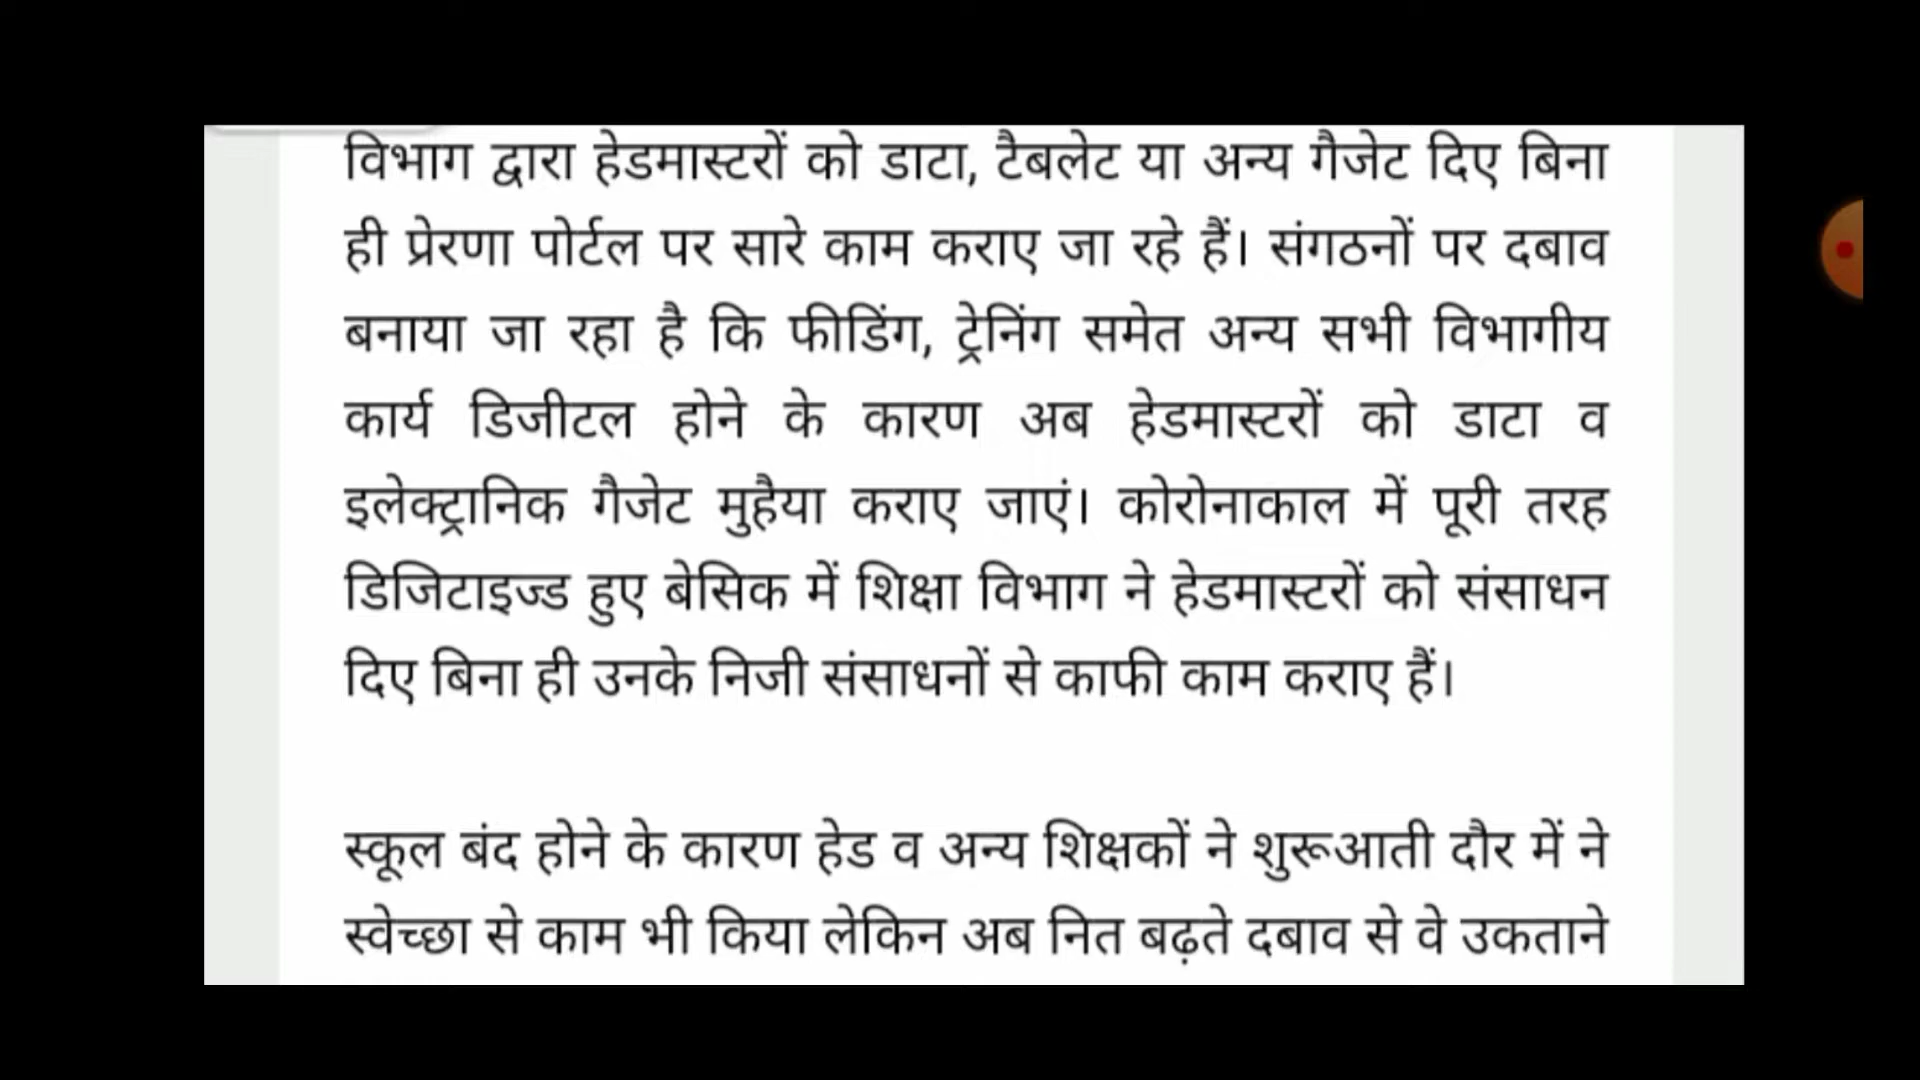 विभाग द्वारा हेडमास्टरों को डाटा, टैबलेट या अन्य गैजेट दिए बिना
ही प्रेरणा पोर्टल पर सारे काम कराए जा रहे हैं। संगठनों पर दबाव
बनाया जा रहा है कि फीडिंग, ट्रेनिंग समेत अन्य सभी विभागीय
कार्य डिजीटल होने के कारण अब हेडमास्टरों को डाटा व
इलेक्ट्रानिक गैजेट मुहैया कराए जाएं। कोरोनाकाल में पूरी तरह
डिजिटाइज्ड हुए बेसिक में शिक्षा विभाग ने हेडमास्टरों को संसाधन
दिए बिना ही उनके निजी संसाधनों से काफी काम कराए हैं।
स्कूल बंद होने के कारण हेड व अन्य शिक्षकों ने शुरूआती दौर में ने
स्वेच्छा से काम भी किया लेकिन अब नित बढ़ते दबाव से वे उकताने